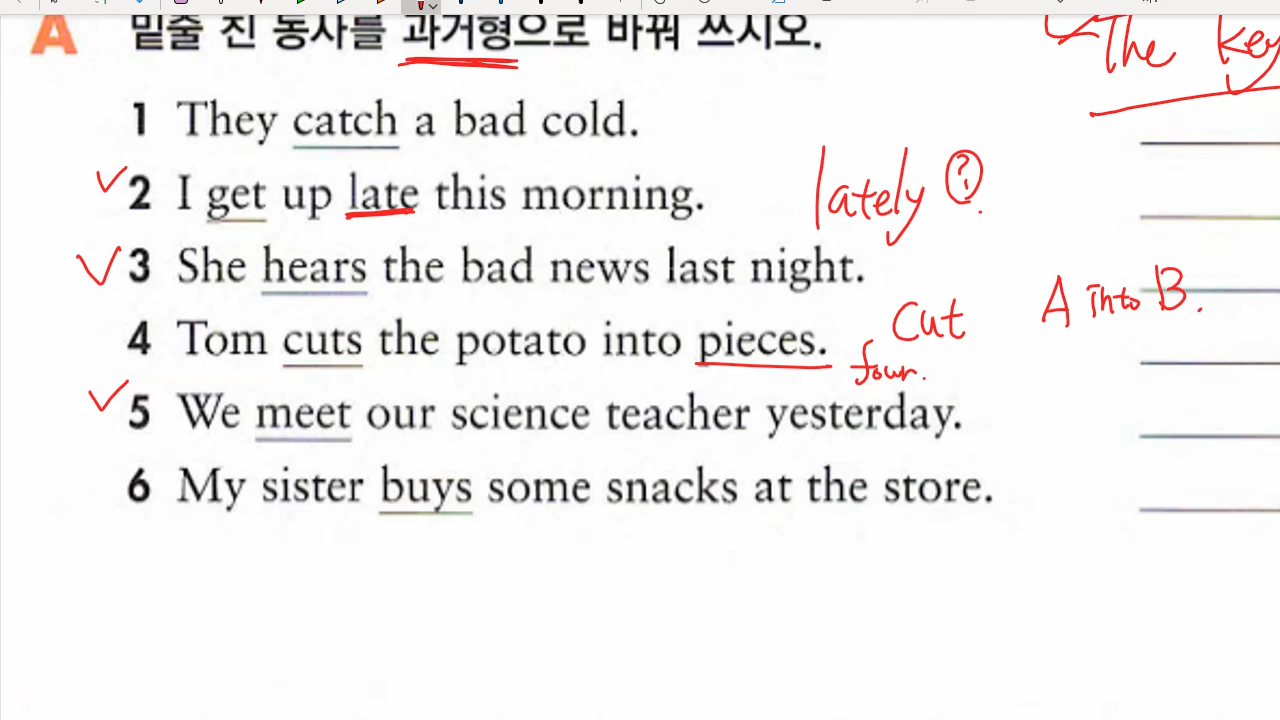 A 밑줄 친 동사를 과거형으로 바꿔 쓰시오.
The key
1 They catch a bad cold.
2 I get up late this morning.
lately ?
3 She hears the bad news last night.
cut A into B.
4 Tom cuts the potato into pieces.
four.
5 We meet our science teacher yesterday.
6 My sister buys some snacks at the store.